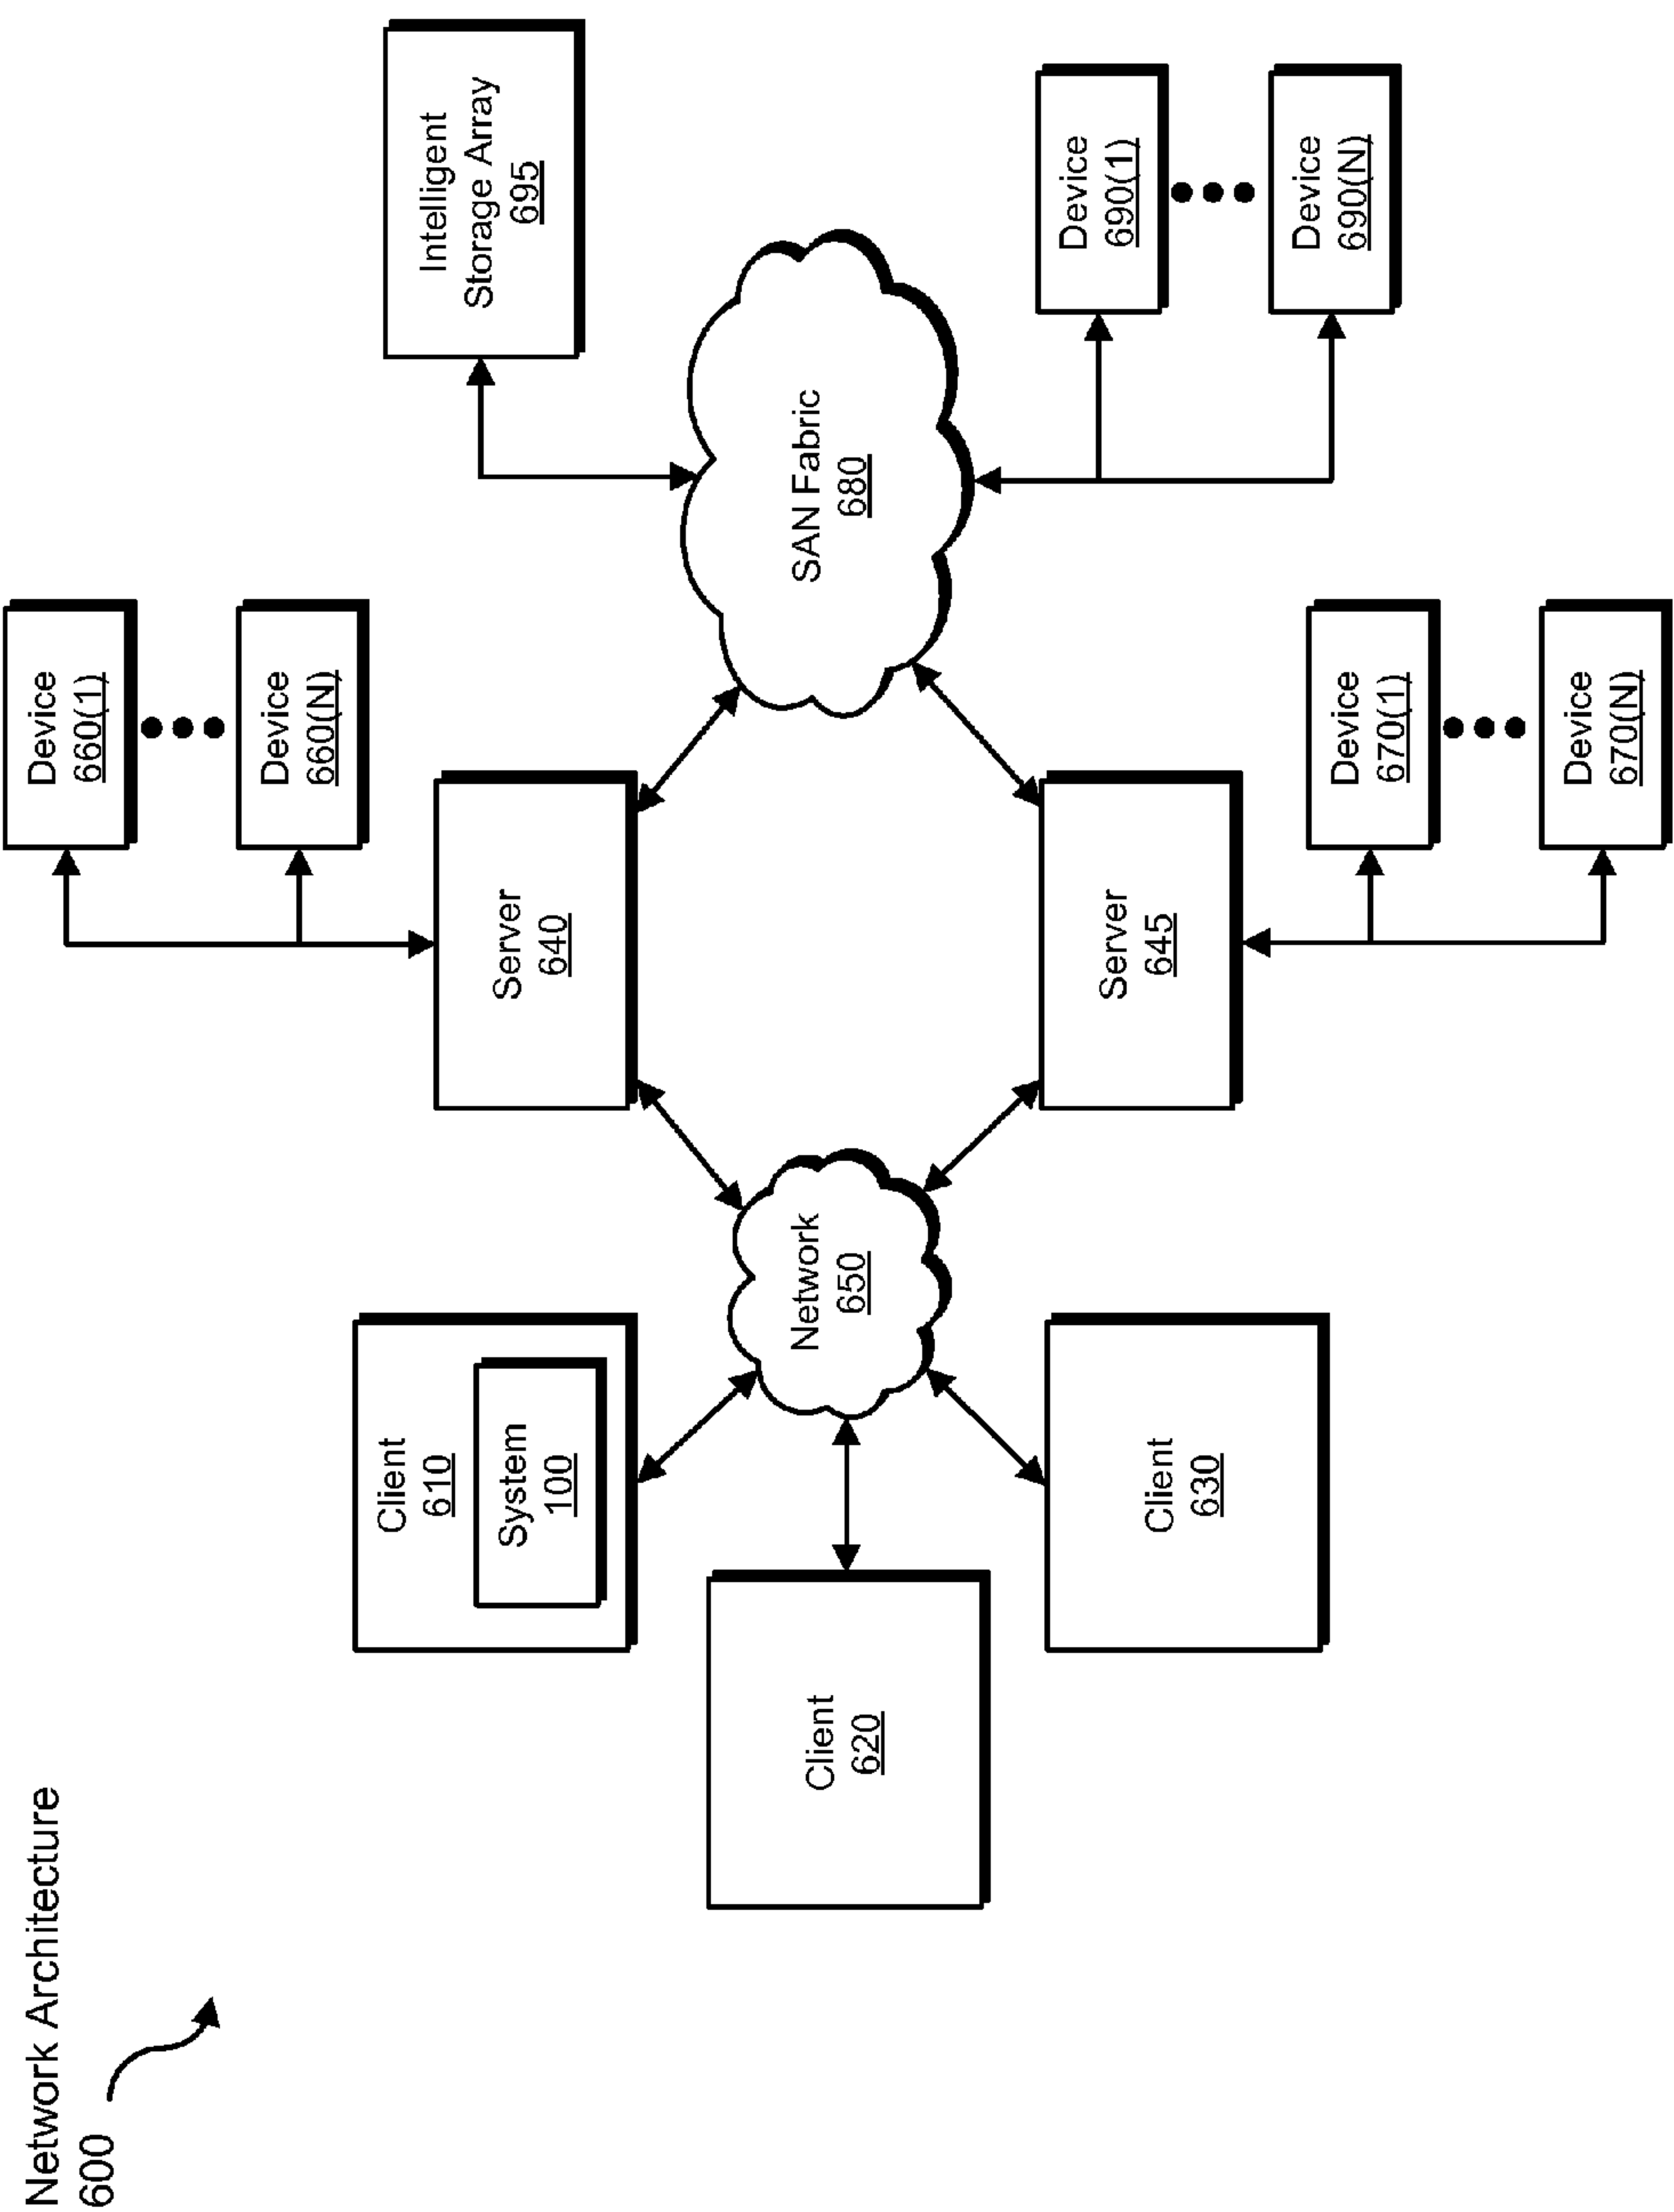 Network Architecture
600
Device
660(1)
Device
660(N)
Intelligent
Storage Array
695
Client
610
System
100
Server
640
Client
620
Network
650
SAN Fabric
680
Client
630
Server
645
Device
690(1)
Device
690(N)
Device
670(1)
Device
670(N)